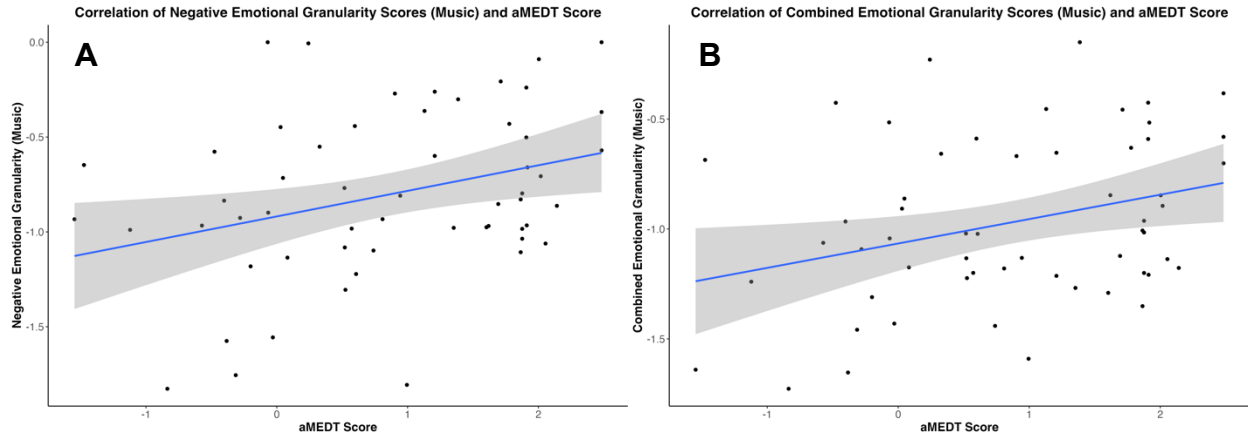 Correlation of Negative Emotional Granularity Scores (Music) and aMEDT Score
A
Negative Emotional Granularity (Music)
0.0
-0.5
-1.0
-1.5
-1
0
1
2
aMEDT Score
Correlation of Combined Emotional Granularity Scores (Music) and aMEDT Score
B
Combined Emotional Granularity (Music)
-0.5
-1.0
-1.5
-1
0
1
2
aMEDT Score